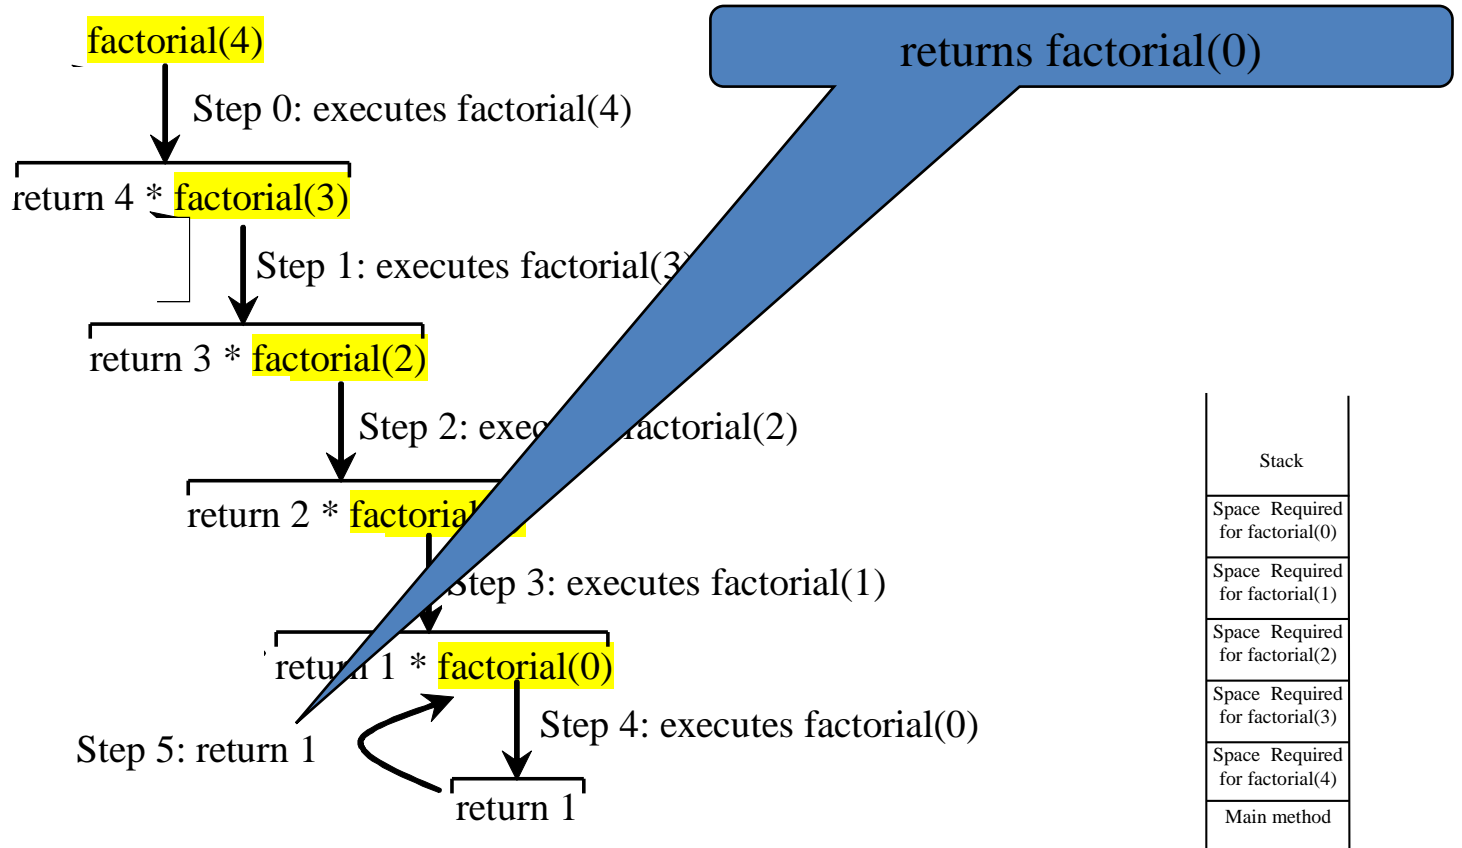 factorial(4)
returns factorial(0)
Step 0: executes factorial(4)
return 4 * factorial(3)
Step 1: executes factorial(3)
return 3 * factorial(2)
Step 2: factorial(2)
return 2 *
Step 3: executes factorial(1)
return 1 * factorial(0)
Step 4: executes factorial(0)
Step 5: return 1
return 1
Stack
Space Required
for factorial(0)
Space Required
for factorial(1)
Space Required
for factorial(2)
Space Required
for factorial(3)
Space Required
for factorial(4)
Main method